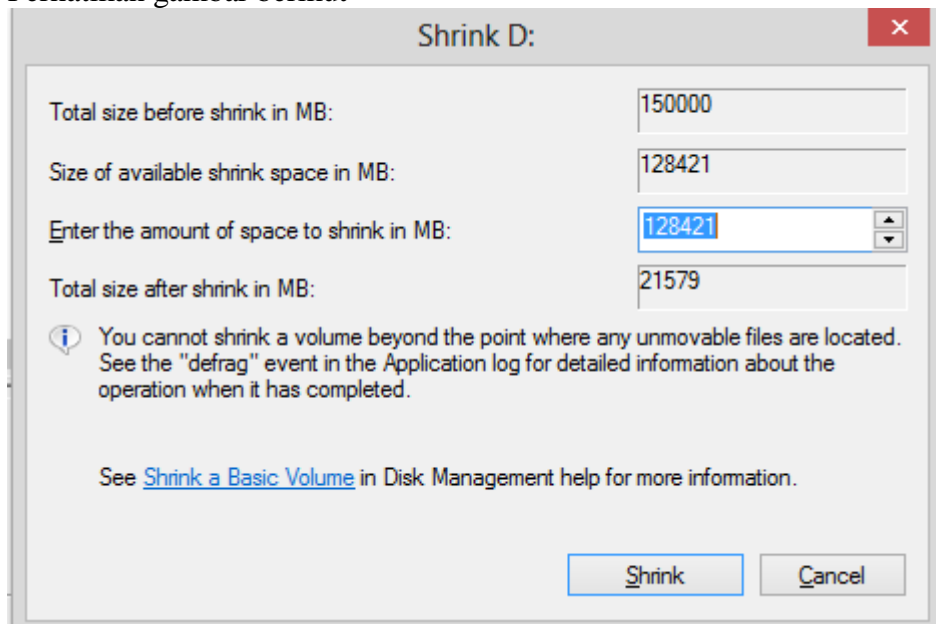 Perhatikan gambar berikut
Shrink D:
Total size before shrink in MB:
150000
Size of available shrink space in MB:
128421
Enter the amount of space to shrink in MB:
128421
Total size after shrink in MB:
21579
You cannot shrink a volume beyond the point where any unmovable files are located.
See the "defrag" event in the Application log for detailed information about the
operation when it has completed.
See Shrink a Basic Volume in Disk Management help for more information.
Shrink
Cancel